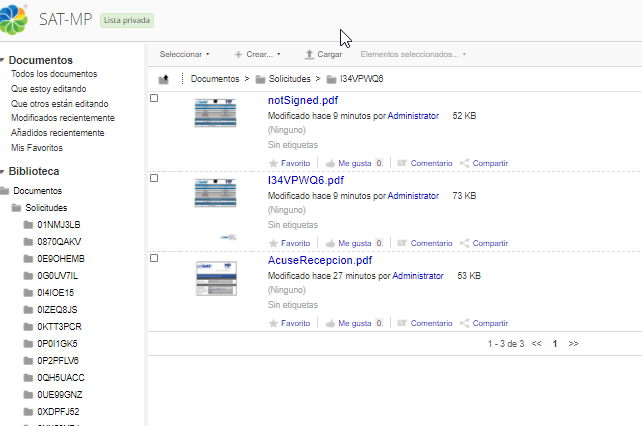 SAT-MP Lista privada
Documentos
Todos los documentos
Que estoy editando
Que otros están editando
Modificados recientemente
Añadidos recientemente
Mis Favoritos
Biblioteca
Documentos
Solicitudes
01NMJ3LB
0870QAKV
0E9OHEMB
0G0UV7IL
0I4IOE15
0IZEQ8JS
0KTT3PCR
0P0I1GK5
0P2PFLV6
0QH5UACC
0UE99GNZ
0XDPFJ52
Seleccionar Crear... Cargar Elementos seleccionados...
Documentos > Solicitudes > I34VPWQ6
notSigned.pdf
Modificado hace 9 minutos por Administrator 52 KB
(Ninguno)
Sin etiquetas
Favorito Me gusta 0 Comentario Compartir
I34VPWQ6.pdf
Modificado hace 9 minutos por Administrator 73 KB
(Ninguno)
Sin etiquetas
Favorito Me gusta 0 Comentario Compartir
AcuseRecepcion.pdf
Modificado hace 27 minutos por Administrator 53 KB
(Ninguno)
Sin etiquetas
Favorito Me gusta 0 Comentario Compartir
1 - 3 de 3 << 1 >>